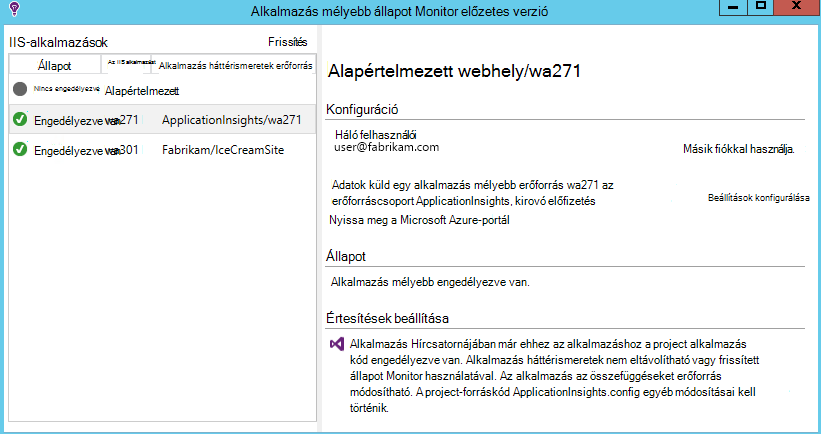 Alkalmazás mélyebb állapot Monitor előzetes verzió
IIS-alkalmazások
Frissítés
Állapot
Az IIS alkalmazást
Alkalmazás háttérismeretek erőforrás
Nincs engedélyezve
Alapértelmezett
Engedélyezve van
wa271
ApplicationInsights/wa271
Engedélyezve van
wa301
Fabrikam/IceCreamSite
Alapértelmezett webhely/wa271
Konfiguráció
Háló felhasználói
user@fabrikam.com
Másik fiókkal használja.
Adatok küld egy alkalmazás mélyebb erőforrás wa271 az
erőforráscsoport ApplicationInsights, kirovó előfizetés
Beállítások konfigurálása
Nyissa meg a Microsoft Azure-portál
Állapot
Alkalmazás mélyebb engedélyezve van.
Értesítések beállítása
Alkalmazás Hírcsatornájában már ehhez az alkalmazáshoz a project alkalmazás
kód engedélyezve van. Alkalmazás háttérismeretek nem eltávolítható vagy frissített
állapot Monitor használatával. Az alkalmazás az összefüggéseket erőforrás
módosítható. A project-forráskód ApplicationInsights.config egyéb módosításai kell
történik.